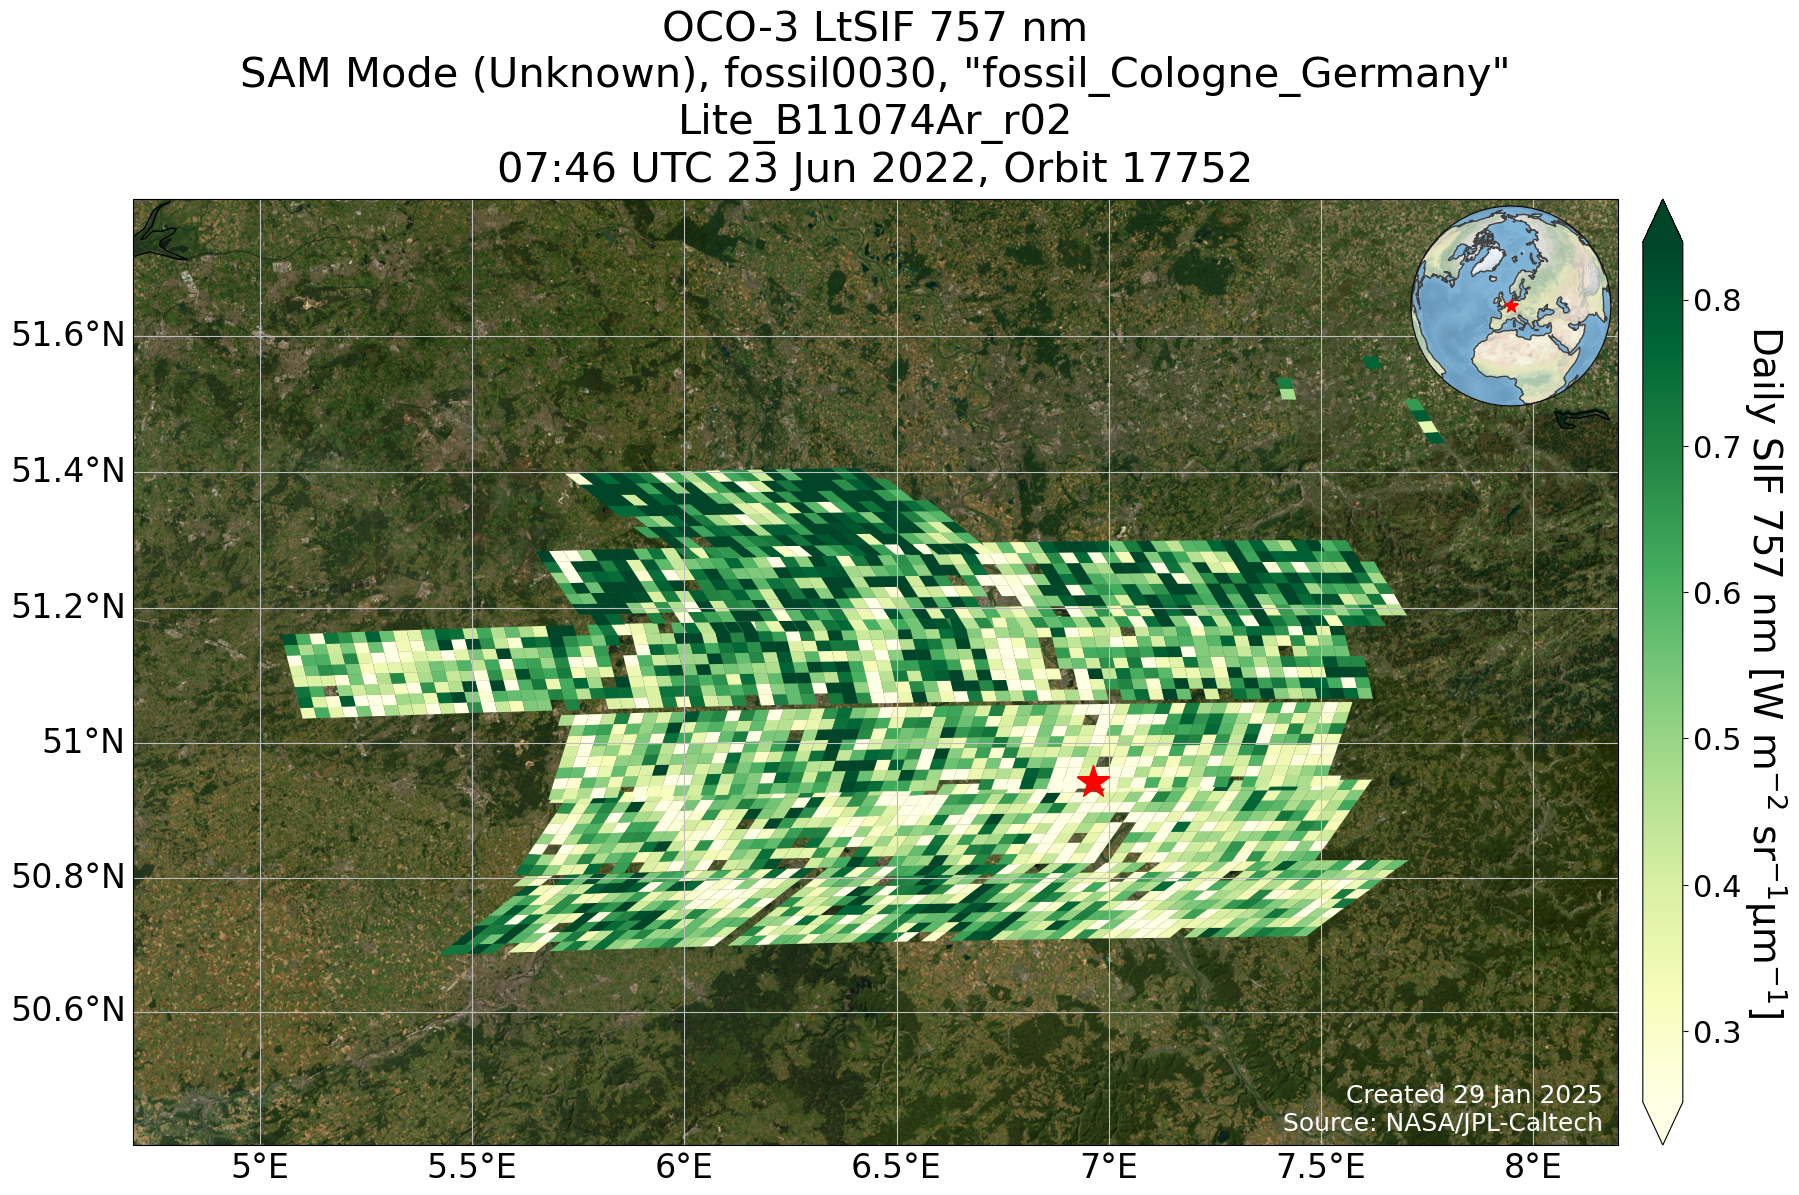 OCO-3 LtSIF 757 nm
SAM Mode (Unknown), fossil0030, "fossil_Cologne_Germany"
Lite_B11074Ar_r02
07:46 UTC 23 Jun 2022, Orbit 17752
51.6°N
51.4°N
51.2°N
51°N
50.8°N
50.6°N
5°E
5.5°E
6°E
6.5°E
7°E
7.5°E
8°E
0.8
0.7
0.6
0.5
0.4
0.3
Daily SIF 757 nm [W m⁻² sr⁻¹μm⁻¹]
Created 29 Jan 2025
Source: NASA/JPL-Caltech